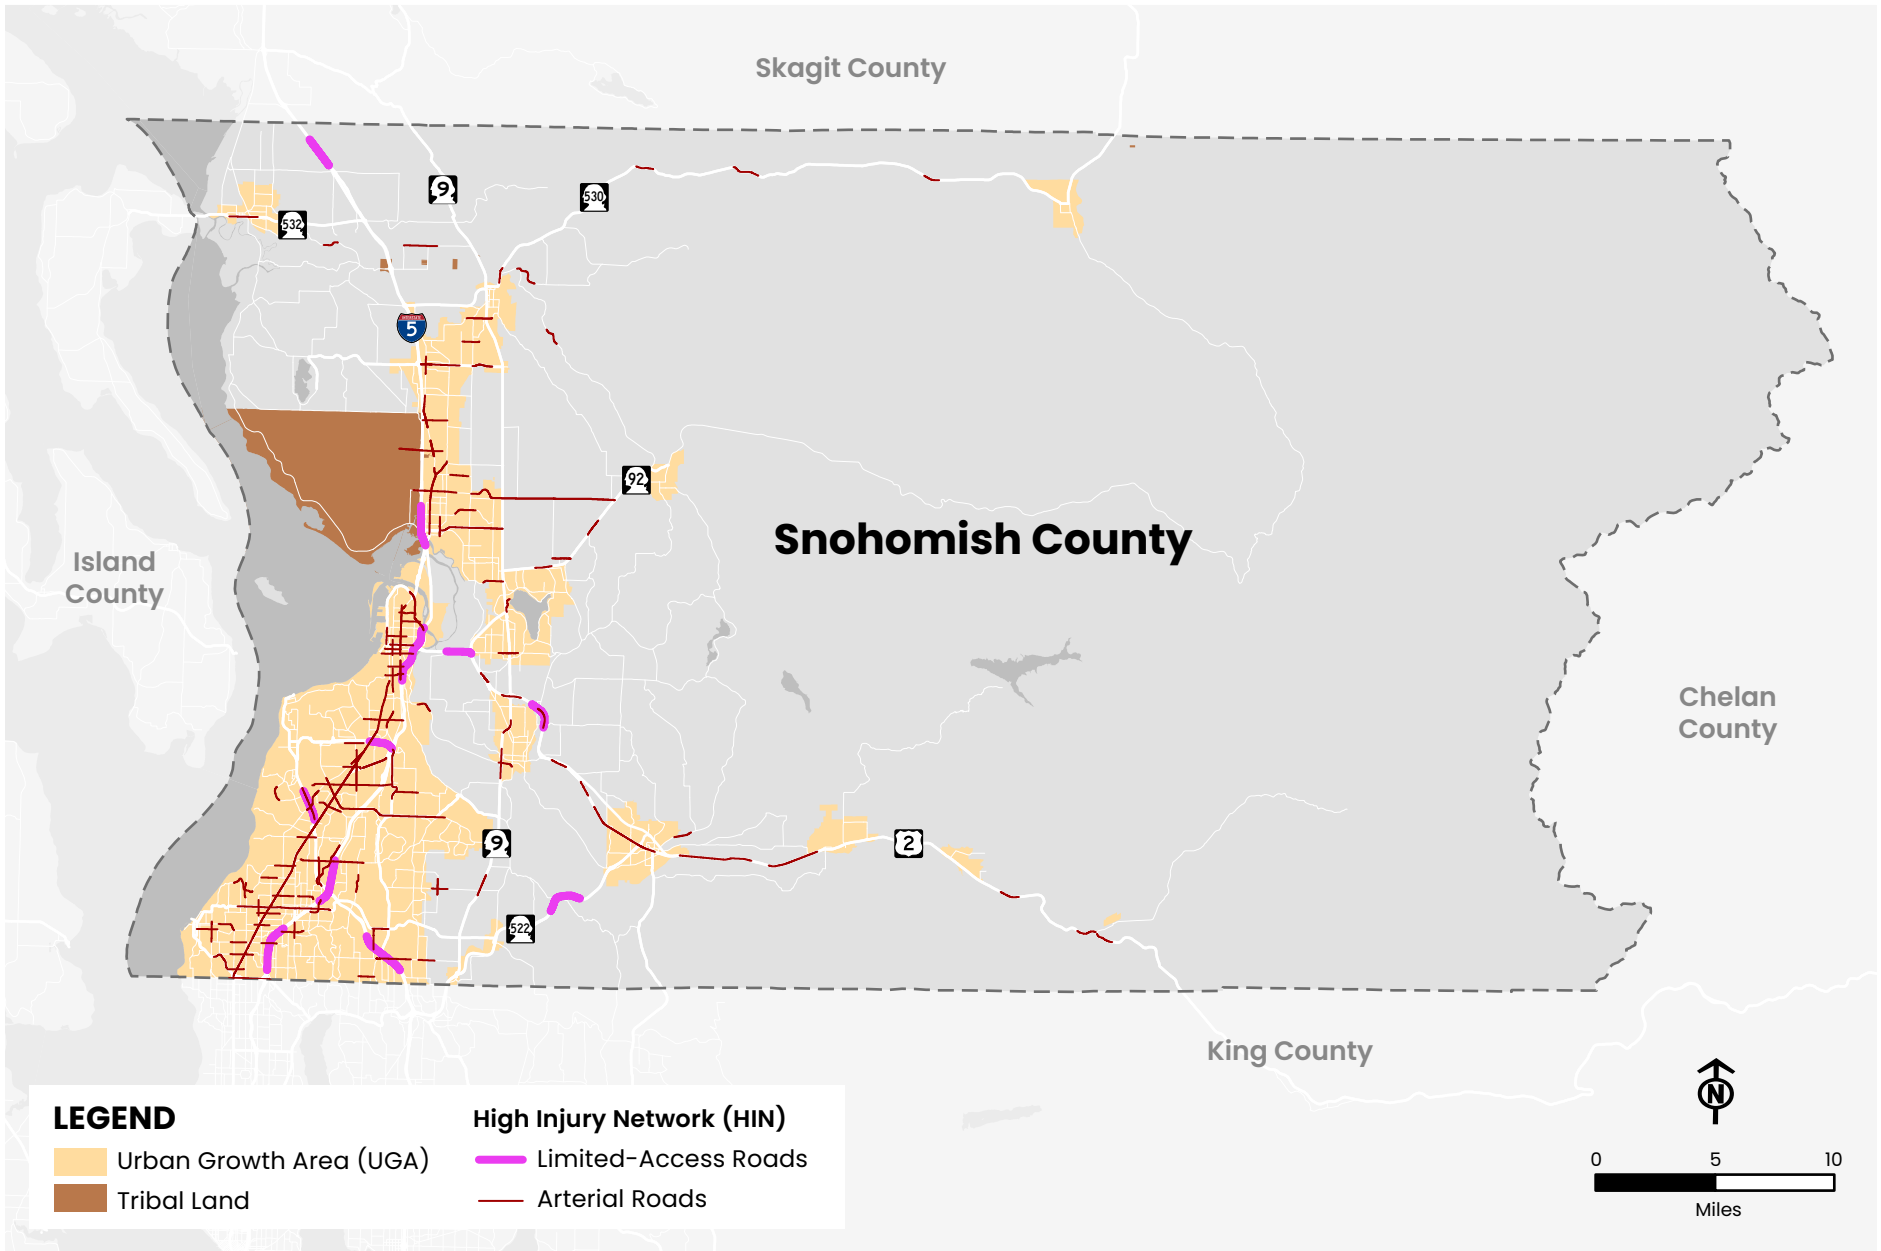 Skagit County
9
530
532
INTERSTATE
5
92
Snohomish County
Island
County
Chelan
County
9
2
522
King County
N
LEGEND
Urban Growth Area (UGA)
Tribal Land
High Injury Network (HIN)
Limited-Access Roads
Arterial Roads
0 5 10
Miles